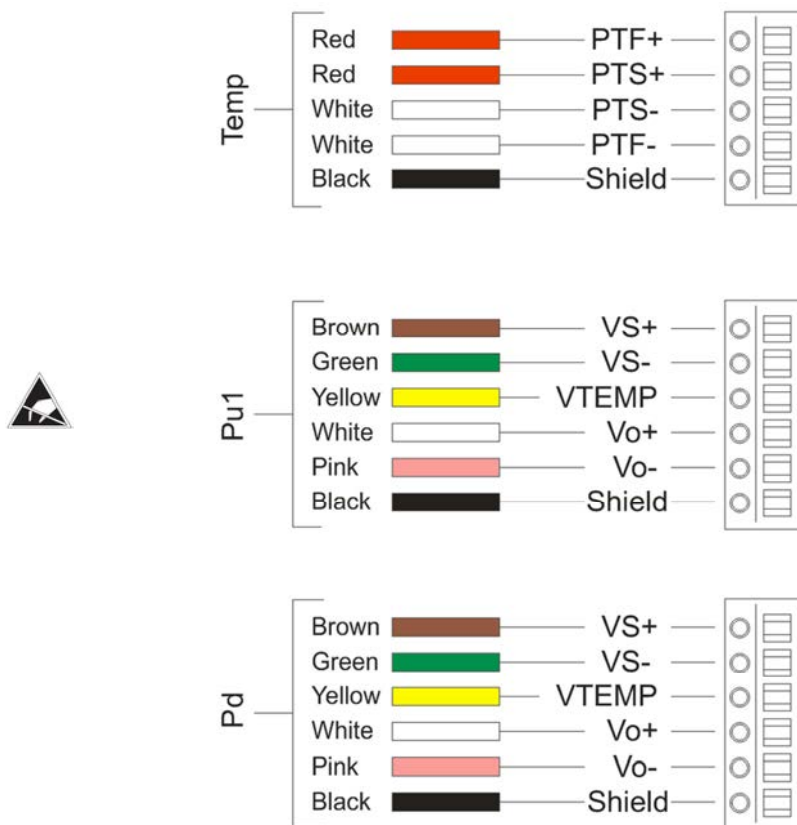 Temp
Red PTF+
Red PTS+
White PTS-
White PTF-
Black Shield
Pu1
Brown VS+
Green VS-
Yellow VTEMP
White Vo+
Pink Vo-
Black Shield
Pd
Brown VS+
Green VS-
Yellow VTEMP
White Vo+
Pink Vo-
Black Shield